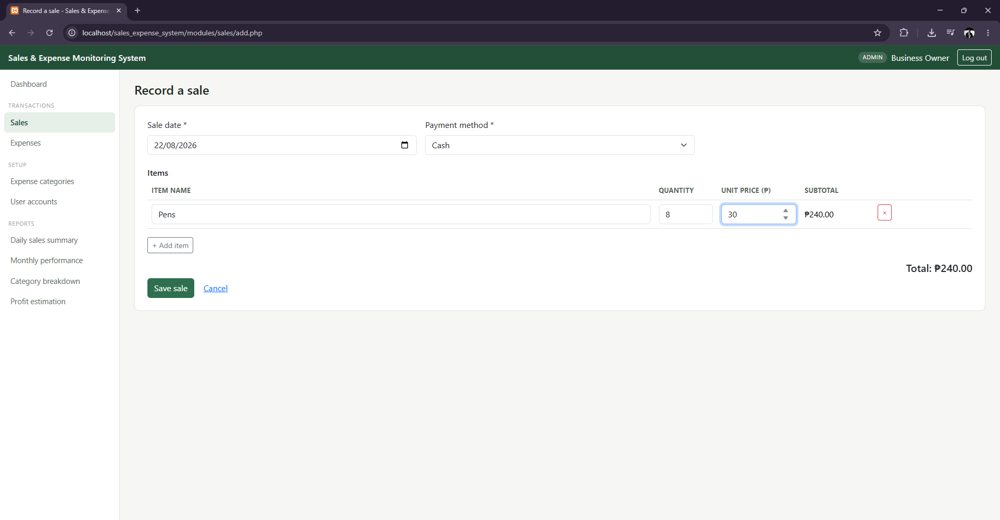 Record a sale - Sales & Expense
localhost/sales_expense_system/modules/sales/add.php
Sales & Expense Monitoring System
ADMIN Business Owner Log out
Dashboard
TRANSACTIONS
Sales
Expenses
SETUP
Expense categories
User accounts
REPORTS
Daily sales summary
Monthly performance
Category breakdown
Profit estimation
Record a sale
Sale date * Payment method *
22/08/2026 Cash
Items
ITEM NAME QUANTITY UNIT PRICE (₱) SUBTOTAL
Pens 8 30 ₱240.00 ×
+ Add item
Total: ₱240.00
Save sale Cancel